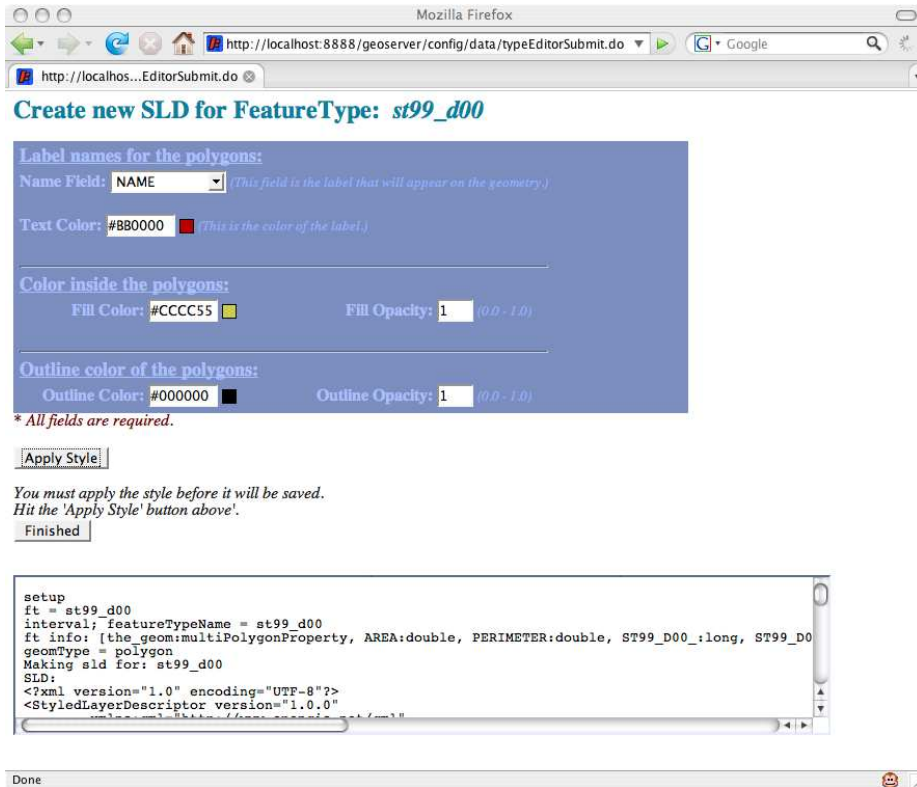 Mozilla Firefox
http://localhost:8888/geoserver/config/data/typeEditorSubmit.do
G Google
http://localhos...EditorSubmit.do
Create new SLD for FeatureType: st99_d00
Label names for the polygons:
Name Field: NAME (This field is the label that will appear on the geometry.)
Text Color: #BB0000 (This is the color of the label.)
Color inside the polygons:
Fill Color: #CCCC55 Fill Opacity: 1 (0.0 - 1.0)
Outline color of the polygons:
Outline Color: #000000 Outline Opacity: 1 (0.0 - 1.0)
* All fields are required.
Apply Style
You must apply the style before it will be saved.
Hit the 'Apply Style' button above'.
Finished
setup
ft = st99_d00
interval; featureTypeName = st99_d00
ft info: [the_geom:multiPolygonProperty, AREA:double, PERIMETER:double, ST99_D00_:long, ST99_D0
geomType = polygon
Making sld for: st99_d00
SLD:
<?xml version="1.0" encoding="UTF-8"?>
<StyledLayerDescriptor version="1.0.0"
Done